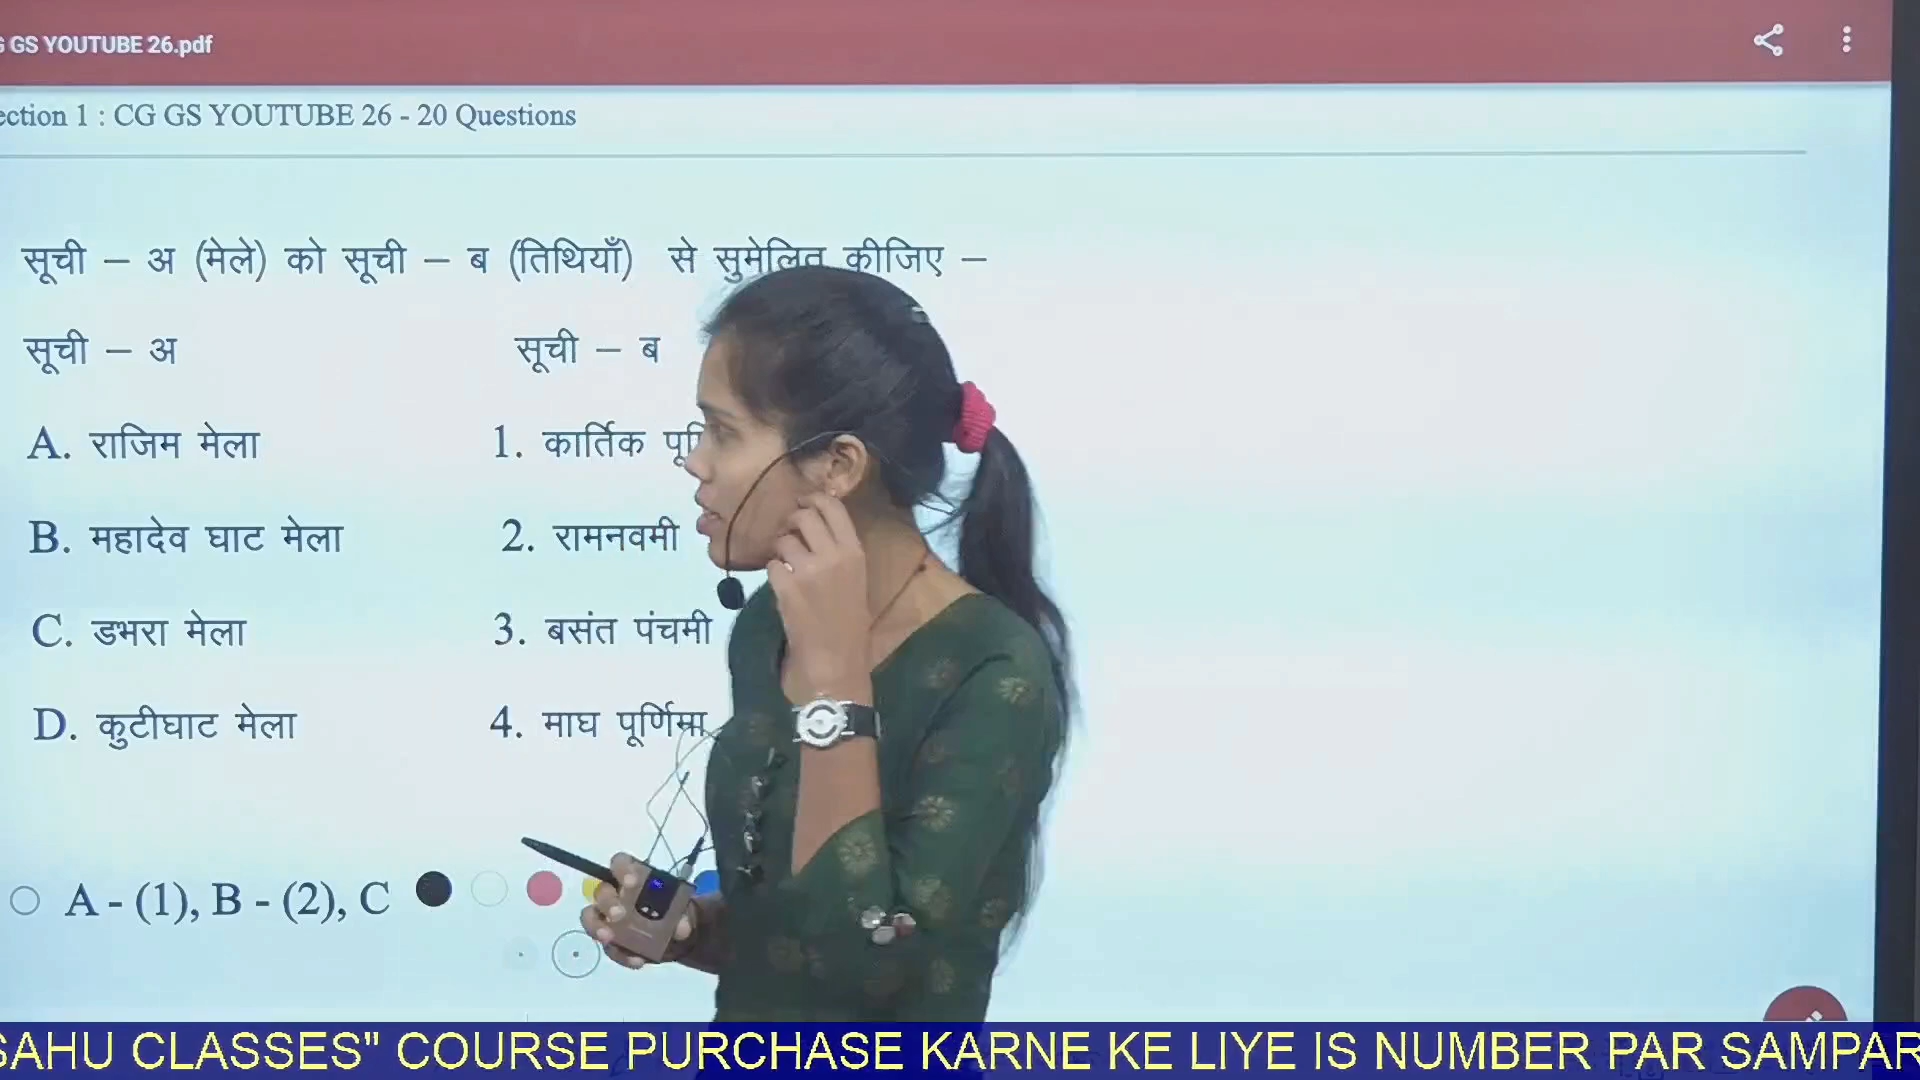 GS YOUTUBE 26.pdf
ection 1 : CG GS YOUTUBE 26 - 20 Questions
सूची – अ (मेले) को सूची – ब (तिथियाँ) से सुमेलित कीजिए –
सूची – अ सूची – ब
A. राजिम मेला 1. कार्तिक
B. महादेव घाट मेला 2. रामनवमी
C. डभरा मेला 3. बसंत पंचमी
D. कुटीघाट मेला 4. माघ पूर्णिमा
A - (1), B - (2), C
SAHU CLASSES" COURSE PURCHASE KARNE KE LIYE IS NUMBER PAR SAMPAR